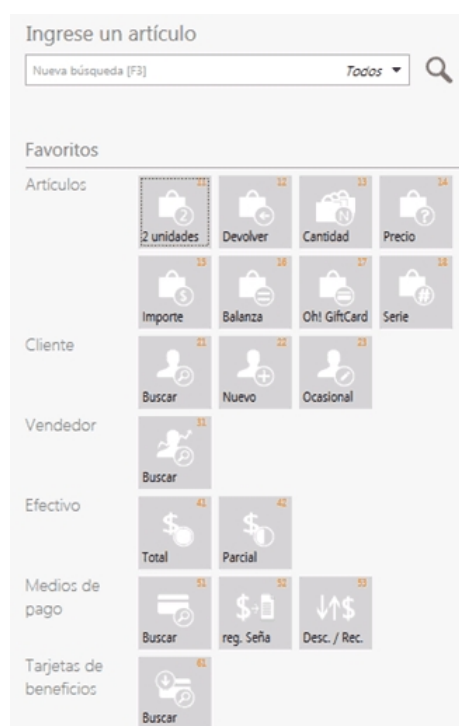 Ingrese un artículo
Nueva búsqueda [F3] Todos
Favoritos
Artículos
11 12 13 14
2 unidades Devolver Cantidad Precio
15 16 17 18
Importe Balanza Oh! GiftCard Serie
Cliente
21 22 23
Buscar Nuevo Ocasional
Vendedor
31
Buscar
Efectivo
41 42
Total Parcial
Medios de
pago
51 52 53
Buscar reg. Seña Desc. / Rec.
Tarjetas de
beneficios
61
Buscar